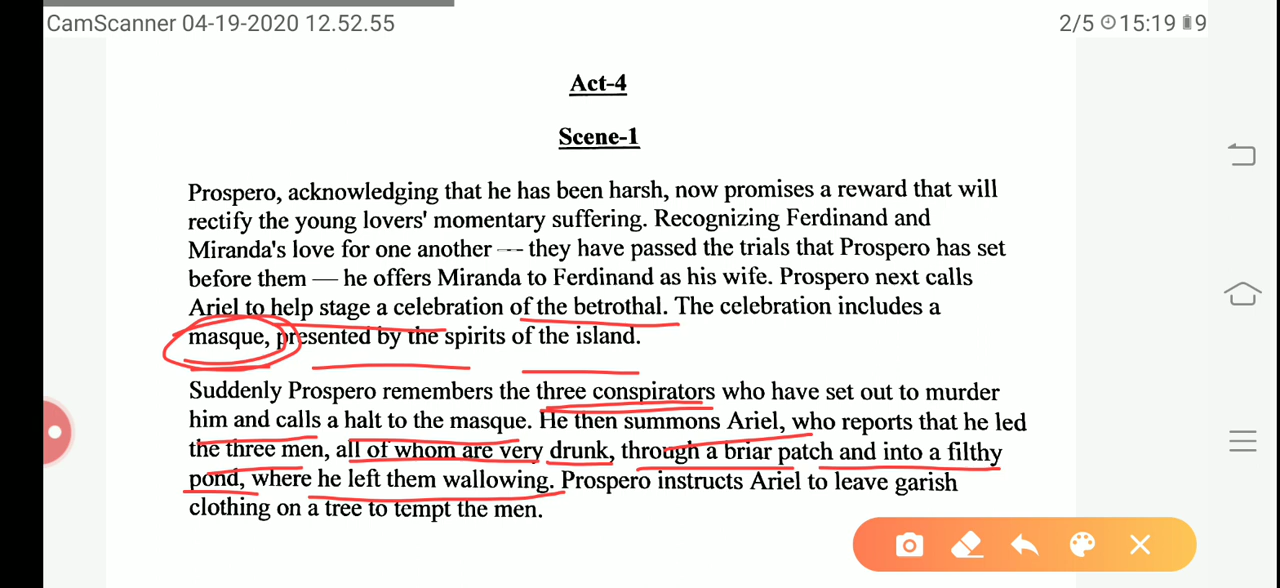 CamScanner 04-19-2020 12.52.55
2/5 15:19 9
Act-4
Scene-1
Prospero, acknowledging that he has been harsh, now promises a reward that will
rectify the young lovers' momentary suffering. Recognizing Ferdinand and
Miranda's love for one another — they have passed the trials that Prospero has set
before them — he offers Miranda to Ferdinand as his wife. Prospero next calls
Ariel to help stage a celebration of the betrothal. The celebration includes a
masque, presented by the spirits of the island.
Suddenly Prospero remembers the three conspirators who have set out to murder
him and calls a halt to the masque. He then summons Ariel, who reports that he led
the three men, all of whom are very drunk, through a briar patch and into a filthy
pond, where he left them wallowing. Prospero instructs Ariel to leave garish
clothing on a tree to tempt the men.